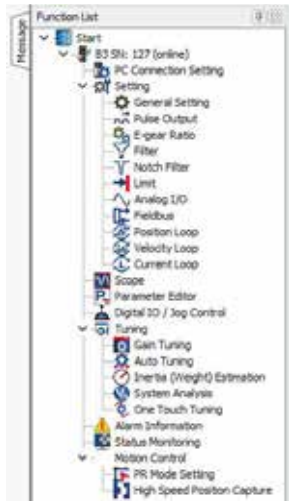 Message
Function List
Start
B3 SN: 127 (online)
PC Connection Setting
Setting
General Setting
Pulse Output
E-gear Ratio
Filter
Notch Filter
Limit
Analog I/O
Fieldbus
Position Loop
Velocity Loop
Current Loop
Scope
Parameter Editor
Digital IO / Jog Control
Tuning
Gain Tuning
Auto Tuning
Inertia (Weight) Estimation
System Analysis
One Touch Tuning
Alarm Information
Status Monitoring
Motion Control
PR Mode Setting
High Speed Position Capture